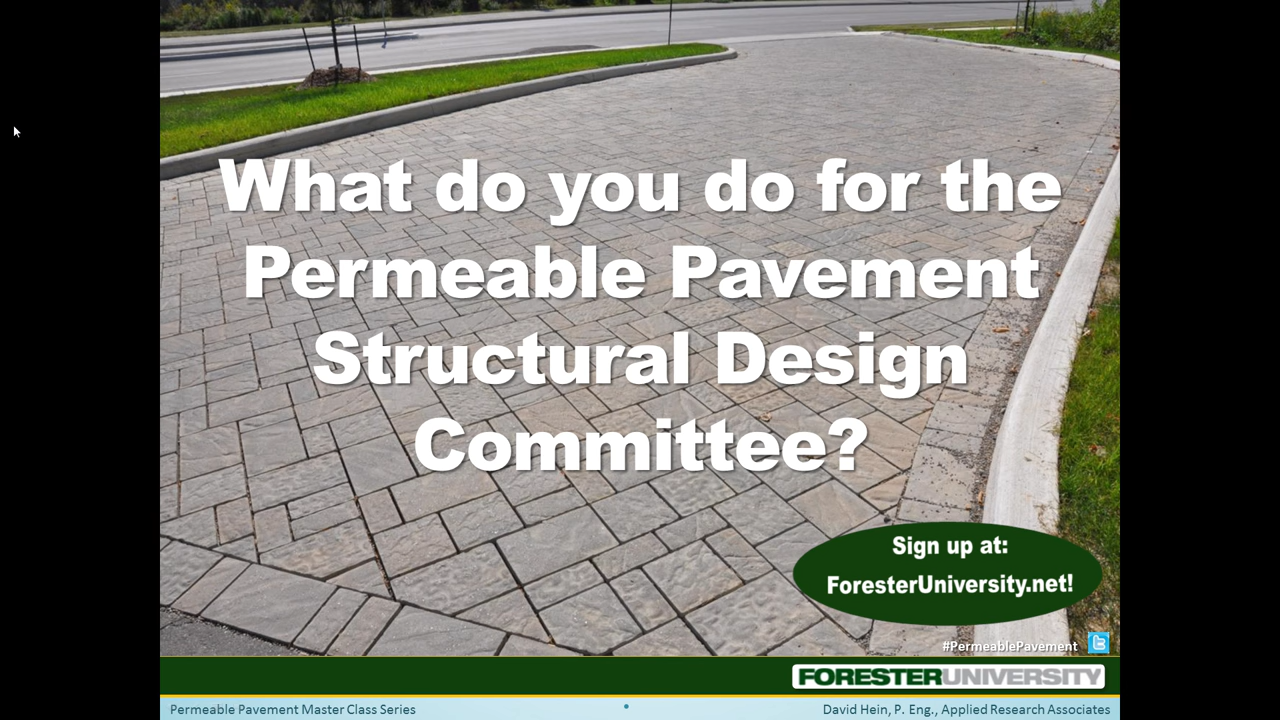 What do you do for the
Permeable Pavement
Structural Design
Committee?
Sign up at:
ForesterUniversity.net!
#PermeablePavement
FORESTERUNIVERSITY
Permeable Pavement Master Class Series
David Hein, P. Eng., Applied Research Associates